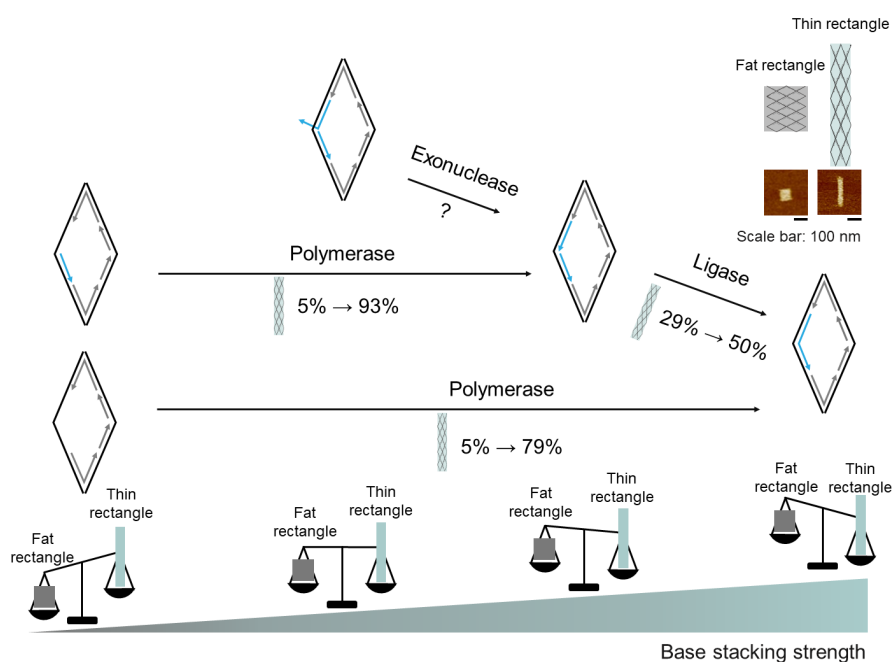 Thin rectangle
Fat rectangle
Exonuclease
?
Scale bar: 100 nm
Polymerase
5% → 93%
Ligase
29% → 50%
Polymerase
5% → 79%
Fat
rectangle
Thin
rectangle
Fat
rectangle
Thin
rectangle
Fat
rectangle
Thin
rectangle
Fat
rectangle
Thin
rectangle
Base stacking strength